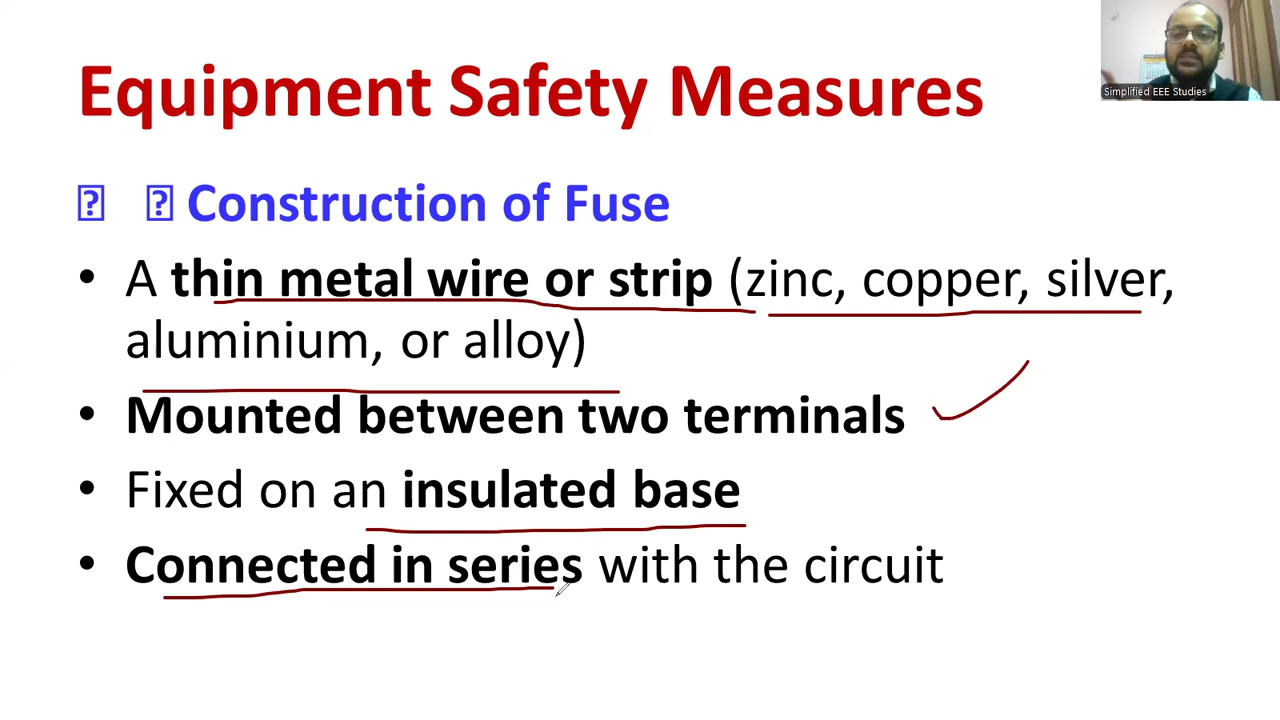 Equipment Safety Measures
Simplified EEE Studies
Construction of Fuse
• A thin metal wire or strip (zinc, copper, silver,
aluminium, or alloy)
• Mounted between two terminals
• Fixed on an insulated base
• Connected in series with the circuit